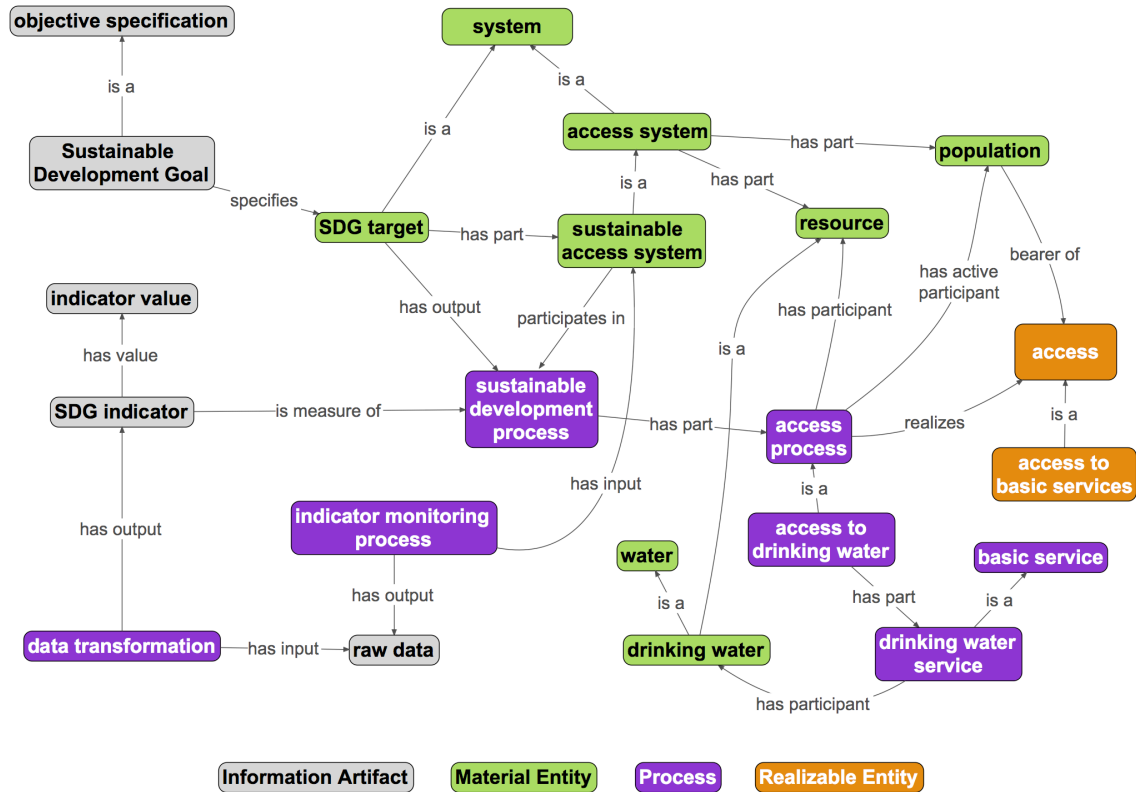 objective specification
system
is a
is a
is a
access system
has part
population
Sustainable
Development Goal
is a
has part
specifies
SDG target
has part
sustainable
access system
resource
bearer of
has active
participant
indicator value
has output
participates in
has participant
has value
is a
access
sustainable
development
process
SDG indicator
is measure of
has part
access
process
realizes
is a
access to
basic services
has input
is a
indicator monitoring
process
access to
drinking water
has output
water
basic service
has output
is a
has part
is a
data transformation
has input
raw data
drinking water
drinking water
service
has participant
Information Artifact
Material Entity
Process
Realizable Entity